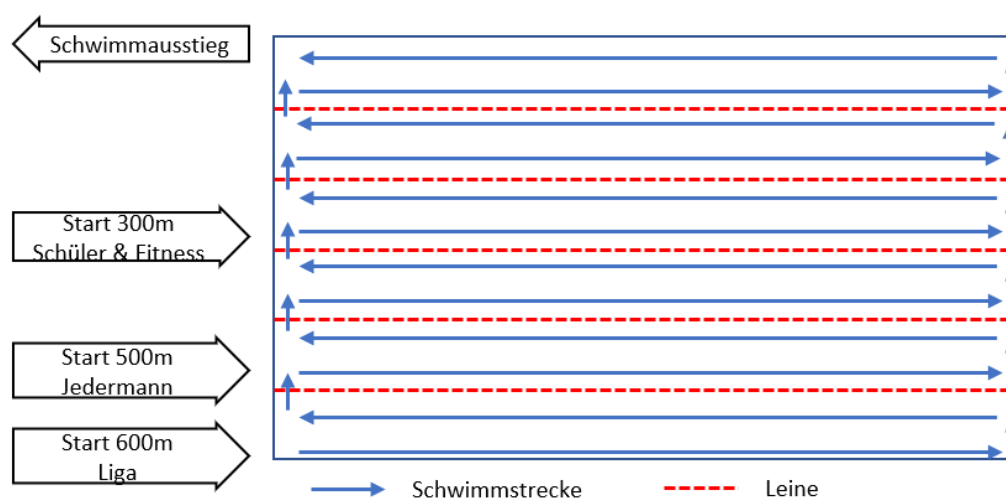 Schwimmausstieg
Start 300m
Schüler & Fitness
Start 500m
Jedermann
Start 600m
Liga
Schwimmstrecke
Leine